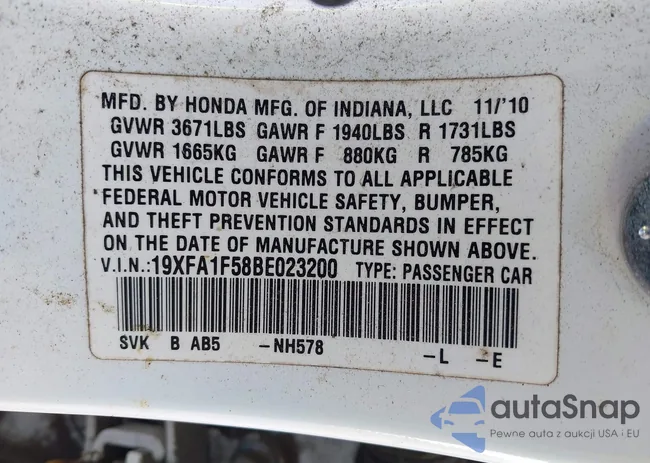 MFD. BY HONDA MFG. OF INDIANA, LLC 11/'10
GVWR 3671LBS GAWR F 1940LBS R 1731LBS
GVWR 1665KG GAWR F 880KG R 785KG
THIS VEHICLE CONFORMS TO ALL APPLICABLE
FEDERAL MOTOR VEHICLE SAFETY, BUMPER,
AND THEFT PREVENTION STANDARDS IN EFFECT
ON THE DATE OF MANUFACTURE SHOWN ABOVE.
V.I.N.:19XFA1F58BE023200 TYPE: PASSENGER CAR
SVK B AB5 -NH578 -L -E
autaSnap
Pewne auta z aukcji USA i EU